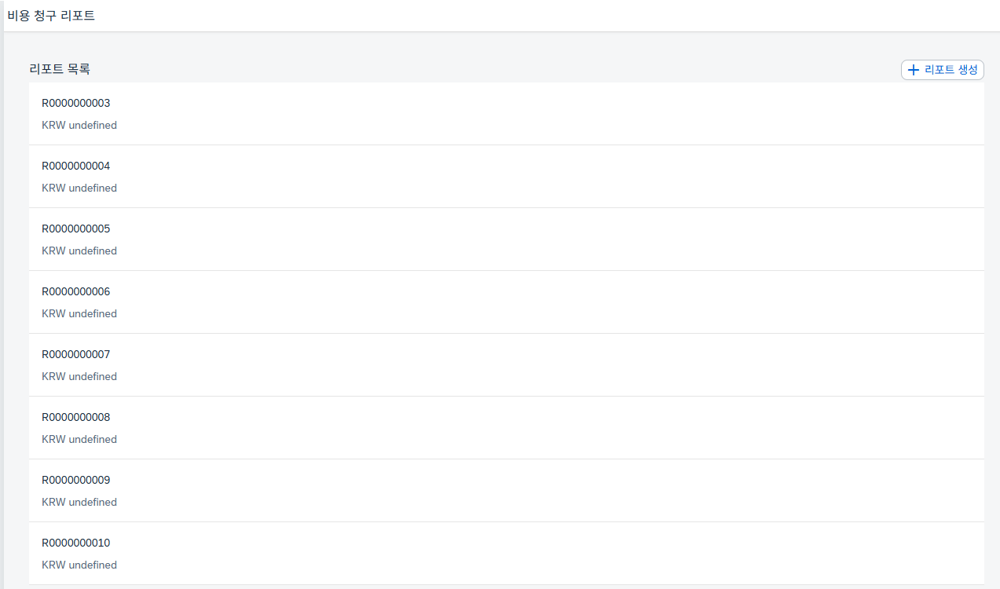 비용 청구 리포트
리포트 목록
리포트 생성
R0000000003
KRW undefined
R0000000004
KRW undefined
R0000000005
KRW undefined
R0000000006
KRW undefined
R0000000007
KRW undefined
R0000000008
KRW undefined
R0000000009
KRW undefined
R0000000010
KRW undefined